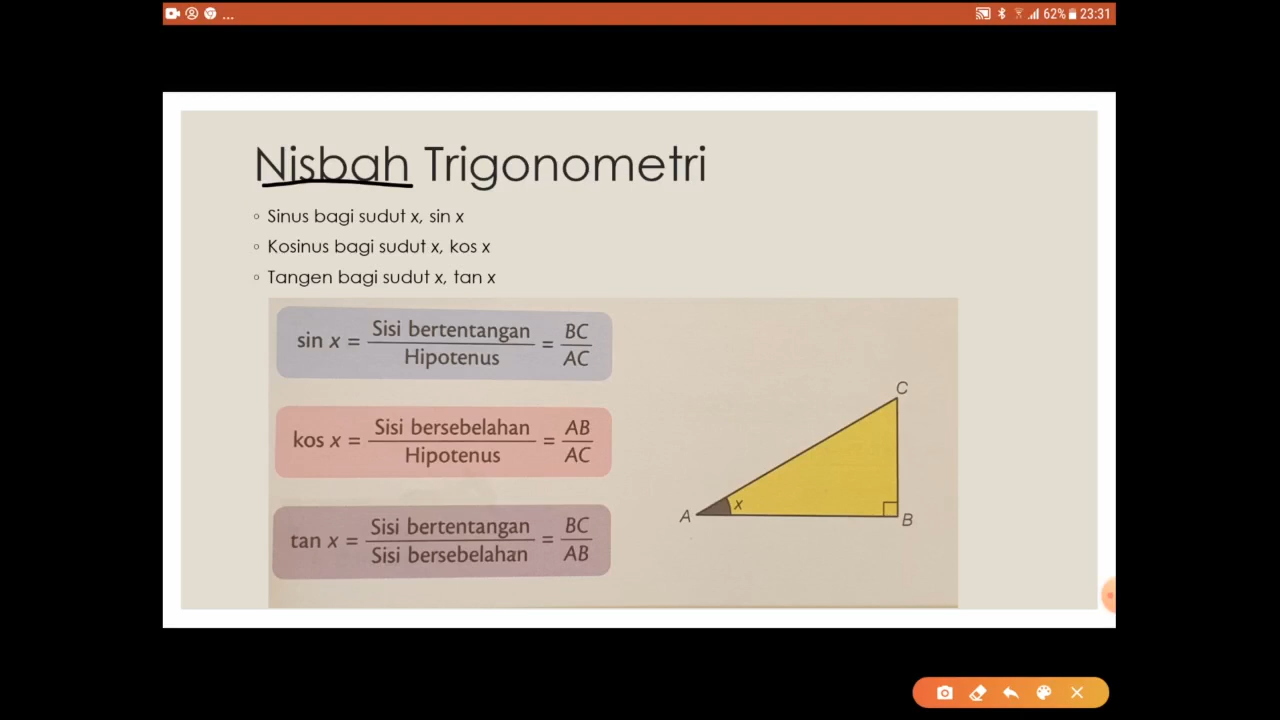 ... 62% 23:31
Nisbah Trigonometri
Sinus bagi sudut x, sin x
Kosinus bagi sudut x, kos x
Tangen bagi sudut x, tan x
sin x = Sisi bertentangan / Hipotenus = BC / AC
kos x = Sisi bersebelahan / Hipotenus = AB / AC
tan x = Sisi bertentangan / Sisi bersebelahan = BC / AB
C
A x B